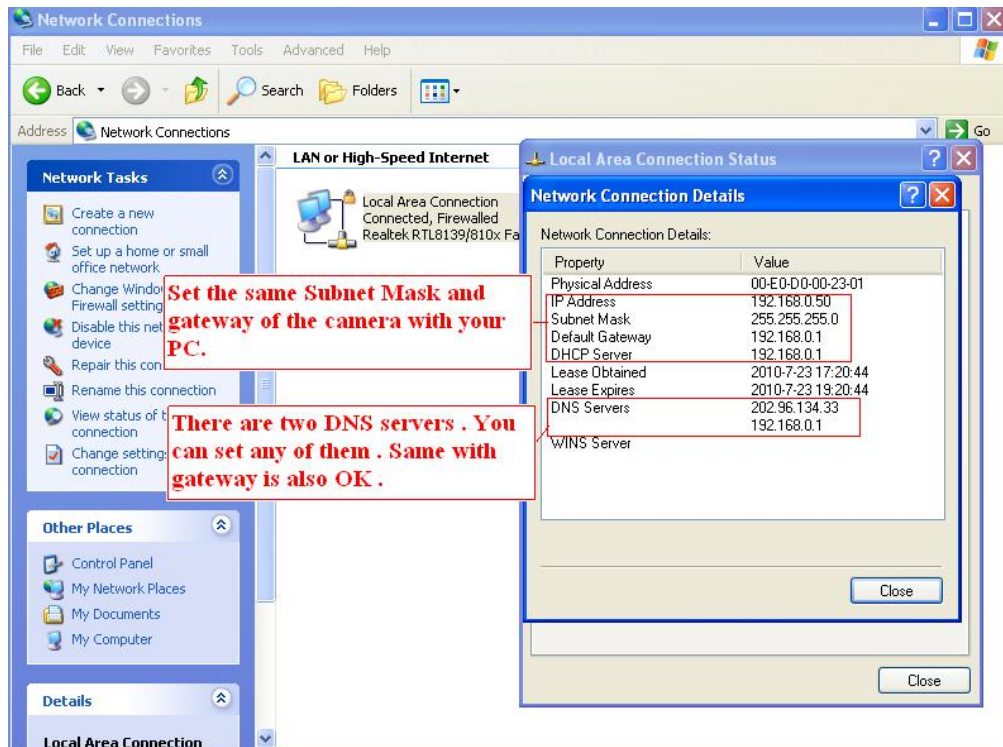 Network Connections
File Edit View Favorites Tools Advanced Help
Back Search Folders
Address Network Connections Go
Network Tasks
Create a new
connection
Set up a home or small
office network
Change Windo
Firewall setting
Disable this net
device
Repair this con
Rename this connection
View status of t
connection
Change setting
connection
Other Places
Control Panel
My Network Places
My Documents
My Computer
Details
Local Area Connection
LAN or High-Speed Internet
Local Area Connection
Connected, Firewalled
Realtek RTL8139/810x Fa
Set the same Subnet Mask and
gateway of the camera with your
PC.
There are two DNS servers . You
can set any of them . Same with
gateway is also OK .
Local Area Connection Status
Network Connection Details
Network Connection Details:
Property Value
Physical Address 00-E0-D0-00-23-01
IP Address 192.168.0.50
Subnet Mask 255.255.255.0
Default Gateway 192.168.0.1
DHCP Server 192.168.0.1
Lease Obtained 2010-7-23 17:20:44
Lease Expires 2010-7-23 19:20:44
DNS Servers 202.96.134.33
192.168.0.1
WINS Server
Close
Close